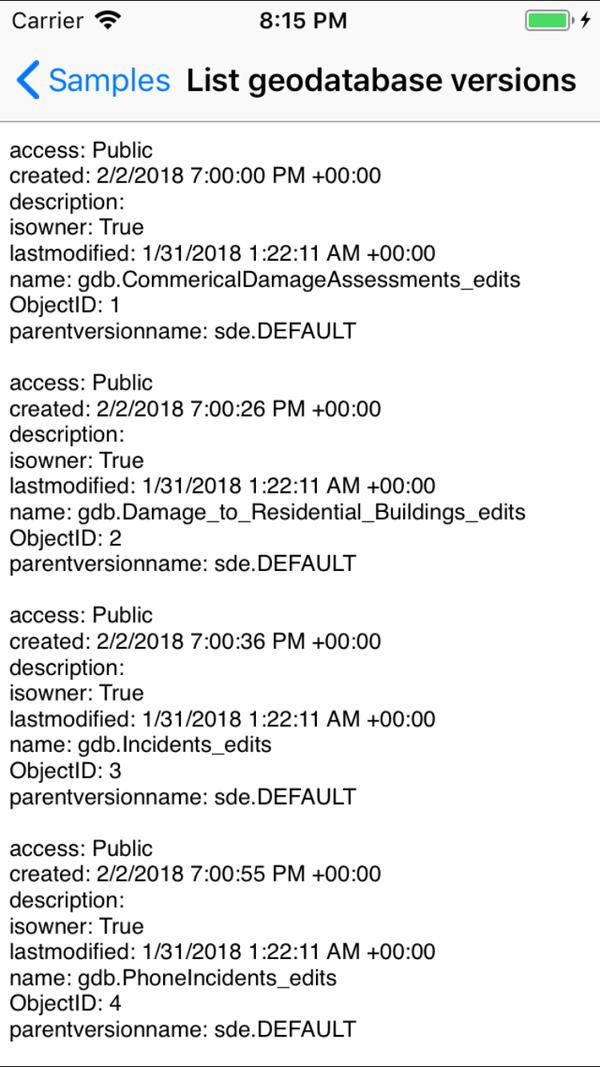 Carrier 8:15 PM
Samples List geodatabase versions
access: Public
created: 2/2/2018 7:00:00 PM +00:00
description:
isowner: True
lastmodified: 1/31/2018 1:22:11 AM +00:00
name: gdb.CommericalDamageAssessments_edits
ObjectID: 1
parentversionname: sde.DEFAULT
access: Public
created: 2/2/2018 7:00:26 PM +00:00
description:
isowner: True
lastmodified: 1/31/2018 1:22:11 AM +00:00
name: gdb.Damage_to_Residential_Buildings_edits
ObjectID: 2
parentversionname: sde.DEFAULT
access: Public
created: 2/2/2018 7:00:36 PM +00:00
description:
isowner: True
lastmodified: 1/31/2018 1:22:11 AM +00:00
name: gdb.Incidents_edits
ObjectID: 3
parentversionname: sde.DEFAULT
access: Public
created: 2/2/2018 7:00:55 PM +00:00
description:
isowner: True
lastmodified: 1/31/2018 1:22:11 AM +00:00
name: gdb.PhoneIncidents_edits
ObjectID: 4
parentversionname: sde.DEFAULT